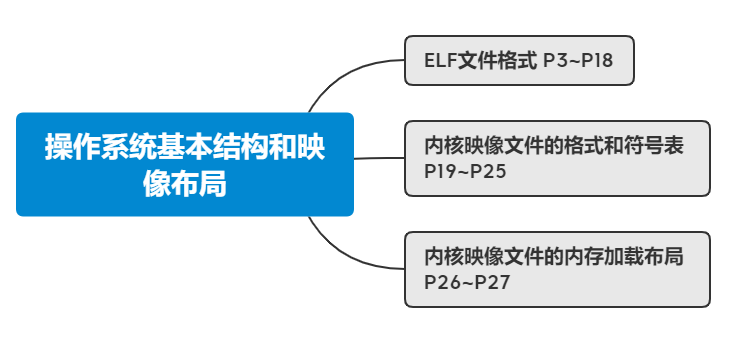 操作系统基本结构和映
像布局
ELF文件格式 P3~P18
内核映像文件的格式和符号表
P19~P25
内核映像文件的内存加载布局
P26~P27